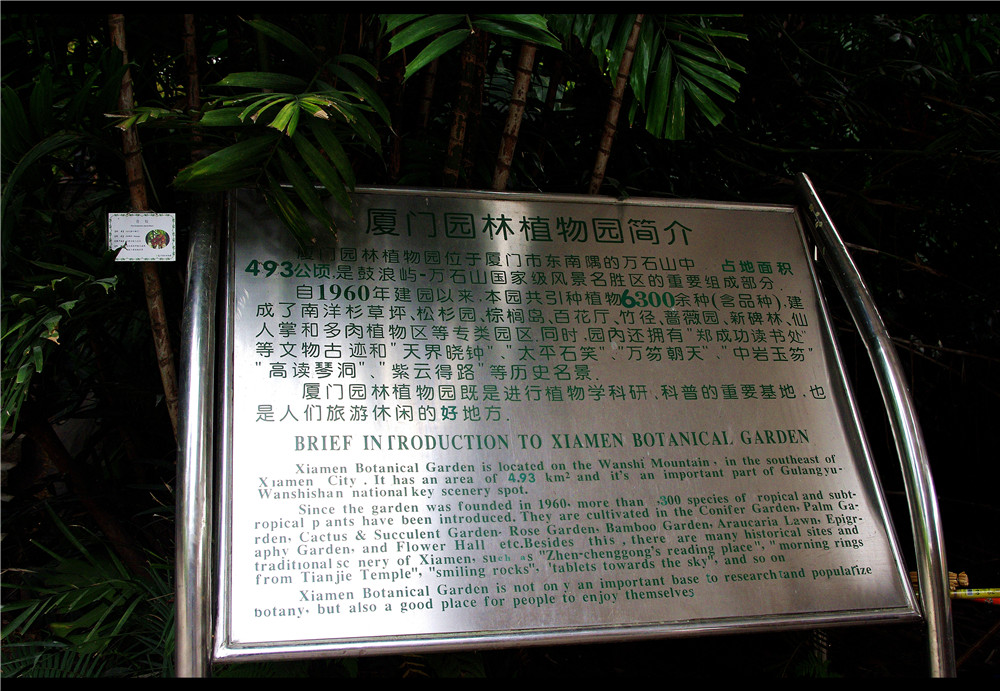 厦门园林植物园简介
厦门园林植物园位于厦门市东南隅的万石山中 占地面积
493公顷,是鼓浪屿-万石山国家级风景名胜区的重要组成部分.
自1960年建园以来.本园共引种植物6300余种(含品种),建
成了南洋杉草坪、松杉园、棕榈岛、百花厅、竹径、蔷薇园、新碑林、仙
人掌和多肉植物区等专类园区.同时,园内还拥有"郑成功读书处"
等文物古迹和"天界晓钟"、"太平石笑"、"万笏朝天"、"中岩玉笏"
"高读琴洞"、"紫云得路"等历史名景.
厦门园林植物园既是进行植物学科研,科普的重要基地,也
是人们旅游休闲的好地方.
BRIEF INTRODUCTION TO XIAMEN BOTANICAL GARDEN
Xiamen Botanical Garden is located on the Wanshi Mountain, in the southeast of
Xiamen City. It has an area of 4.93 km² and it's an important part of Gulangyu-
Wanshishan national key scenery spot.
Since the garden was founded in 1960, more than 300 species of ropical and subt-
ropical p ants have been introduced. They are cultivated in the Conifer Garden, Palm Ga-
rden, Cactus & Succulent Garden, Rose Garden, Bamboo Garden, Araucaria Lawn, Epigr-
aphy Garden, and Flower Hall etc.Besides this, there are many historical sites and
traditional sc nery of Xiamen, such as "Zhen-chenggong's reading place", "morning rings
from Tianjie Temple", "smiling rocks", "tablets towards the sky", and so on
Xiamen Botanical Garden is not on y an important base to research and popularize
botany, but also a good place for people to enjoy themselves